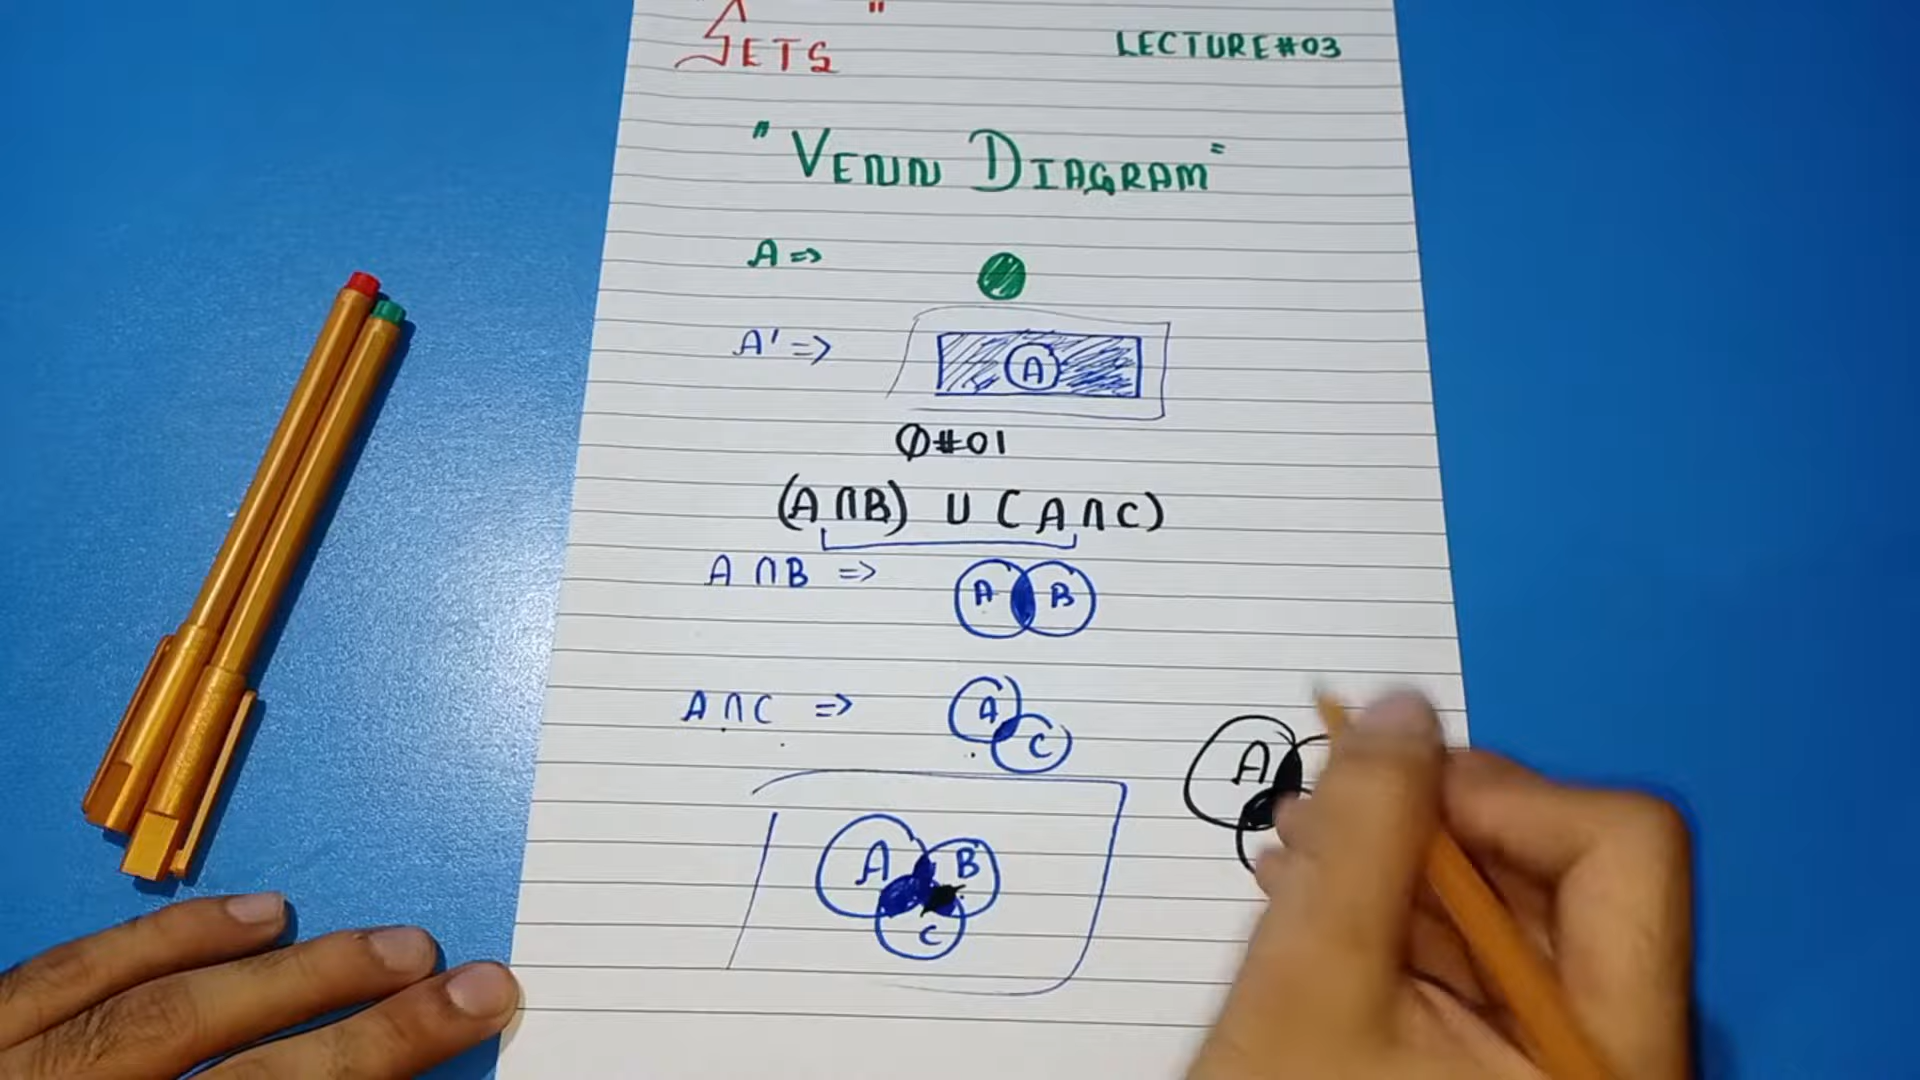 "SETS"
LECTURE#03
"VENN DIAGRAM"
A =>
A' =>
A
Q#01
(A∩B) ∪ (A∩C)
A∩B =>
A B
A∩C =>
A
C
A B
C
A